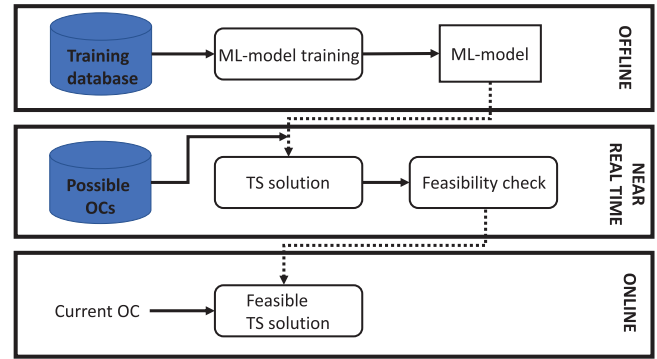 Training
database
ML-model training
ML-model
OFFLINE
Possible
OCs
TS solution
Feasibility check
NEAR
REAL TIME
Current OC
Feasible
TS solution
ONLINE